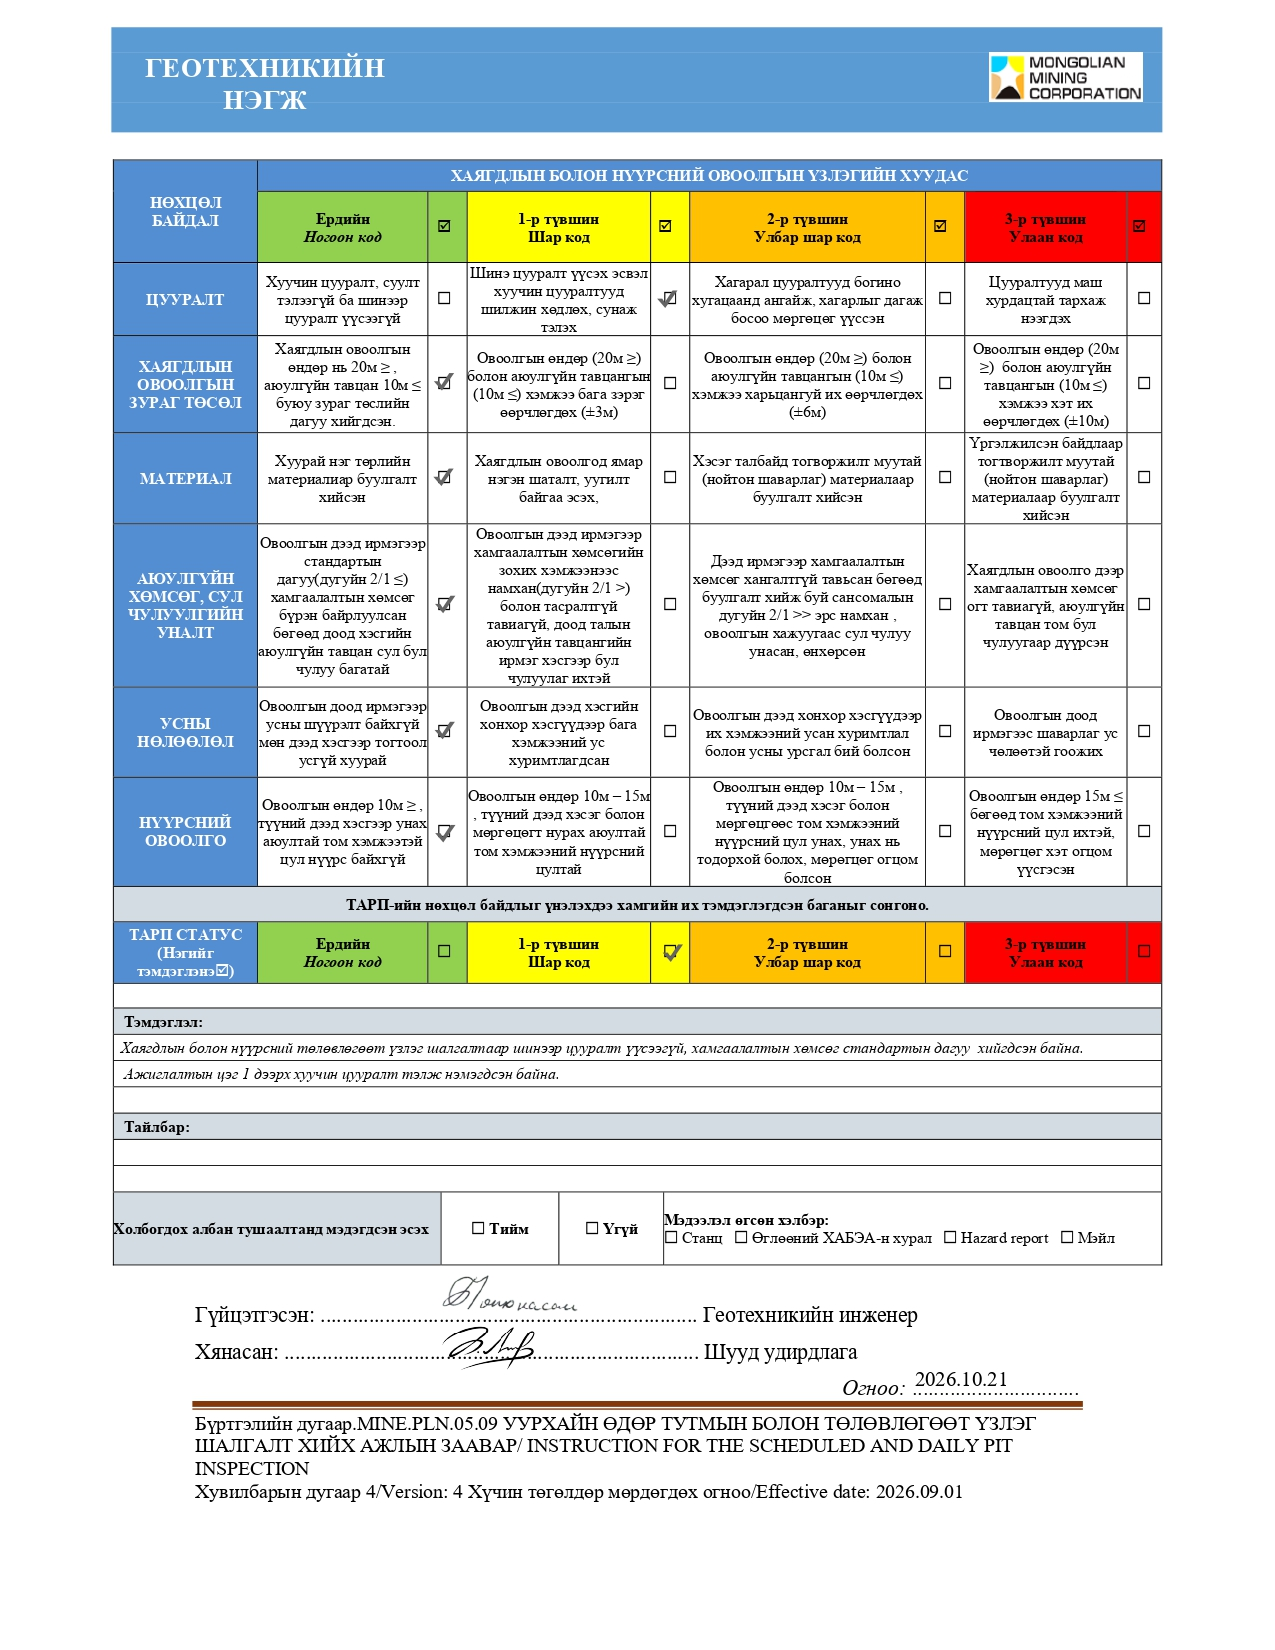 ГЕОТЕХНИКИЙН
НЭГЖ
MONGOLIAN
MINING
CORPORATION
НӨХЦӨЛ
БАЙДАЛ
ХАЯГДЛЫН БОЛОН НҮҮРСНИЙ ОВООЛГЫН ҮЗЛЭГИЙН ХУУДАС
Ердийн
Ногоон код
☑
1-р түвшин
Шар код
☑
2-р түвшин
Улбар шар код
☑
3-р түвшин
Улаан код
☑
ЦУУРАЛТ
Хуучин цууралт, суулт
тэлээгүй ба шинээр
цууралт үүсээгүй
☐
Шинэ цууралт үүсэх эсвэл
хуучин цууралтууд
шилжин хөдлөх, сунаж
тэлэх
☑
Хагарал цууралтууд богино
хугацаанд ангайж, хагарлыг дагаж
босоо мөргөцөг үүссэн
☐
Цууралтууд маш
хурдацтай тархаж
нээгдэх
☐
ХАЯГДЛЫН
ОВООЛГЫН
ЗУРАГ ТӨСӨЛ
Хаягдлын овоолгын
өндөр нь 20м ≥ ,
аюулгүйн тавцан 10м ≤
буюу зураг төслийн
дагуу хийгдсэн.
☑
Овоолгын өндөр (20м ≥)
болон аюулгүйн тавцангын
(10м ≤) хэмжээ бага зэрэг
өөрчлөгдөх (±3м)
☐
Овоолгын өндөр (20м ≥) болон
аюулгүйн тавцангын (10м ≤)
хэмжээ харьцангуй их өөрчлөгдөх
(±6м)
☐
Овоолгын өндөр (20м
≥) болон аюулгүйн
тавцангын (10м ≤)
хэмжээ хэт их
өөрчлөгдөх (±10м)
☐
МАТЕРИАЛ
Хуурай нэг төрлийн
материалиар буулгалт
хийсэн
☑
Хаягдлын овоолгод ямар
нэгэн шаталт, уугилт
байгаа эсэх,
☐
Хэсэг талбайд тогворжилт муутай
(нойтон шаварлаг) материалаар
буулгалт хийсэн
☐
Үргэлжилсэн байдлаар
тогтворжилт муутай
(нойтон шаварлаг)
материалаар буулгалт
хийсэн
☐
АЮУЛГҮЙН
ХӨМСӨГ, СУЛ
ЧУЛУУЛГИЙН
УНАЛТ
Овоолгын дээд ирмэгээр
стандартын
дагуу(дугуйн 2/1 ≤)
хамгаалалтын хөмсөг
бүрэн байрлуулсан
бөгөөд доод хэсгийн
аюулгүйн тавцан сул бул
чулуу багатай
☑
Овоолгын дээд ирмэгээр
хамгаалалтын хөмсөгийн
зохих хэмжээнээс
намхан(дугуйн 2/1 >)
болон тасралтгүй
тавиагүй, доод талын
аюулгүйн тавцангийн
ирмэг хэсгээр бул
чулуулаг ихтэй
☐
Дээд ирмэгээр хамгаалалтын
хөмсөг хангалтгүй тавьсан бөгөөд
буулгалт хийж буй сансомалын
дугуйн 2/1 >> эрс намхан ,
овоолгын хажуугаас сул чулуу
унасан, өнхөрсөн
☐
Хаягдлын овоолго дээр
хамгаалалтын хөмсөг
огт тавиагүй, аюулгүйн
тавцан том бул
чулуугаар дүүрсэн
☐
УСНЫ
НӨЛӨӨЛӨЛ
Овоолгын доод ирмэгээр
усны шүүрэлт байхгүй
мөн дээд хэсгээр тогтоол
усгүй хуурай
☑
Овоолгын дээд хэсгийн
хонхор хэсгүүдээр бага
хэмжээний ус
хуримтлагдсан
☐
Овоолгын дээд хонхор хэсгүүдээр
их хэмжээний усан хуримтлал
болон усны урсгал бий болсон
☐
Овоолгын доод
ирмэгээс шаварлаг ус
чөлөөтэй гоожих
☐
НҮҮРСНИЙ
ОВООЛГО
Овоолгын өндөр 10м ≥ ,
түүний дээд хэсгээр унах
аюултай том хэмжээтэй
цул нүүрс байхгүй
☑
Овоолгын өндөр 10м – 15м
, түүний дээд хэсэг болон
мөргөцөгт нурах аюултай
том хэмжээний нүүрсний
цултай
☐
Овоолгын өндөр 10м – 15м ,
түүний дээд хэсэг болон
мөргөцгөөс том хэмжээний
нүүрсний цул унах, унах нь
тодорхой болох, мөрөгцөг огцом
болсон
☐
Овоолгын өндөр 15м ≤
бөгөөд том хэмжээний
нүүрсний цул ихтэй,
мөрөгцөг хэт огцом
үүсгэсэн
☐
ТАРП-ийн нөхцөл байдлыг үнэлэхдээ хамгийн их тэмдэглэгдсэн баганыг сонгоно.
ТАРП СТАТУС
(Нэгийг
тэмдэглэнэ☑)
Ердийн
Ногоон код
☐
1-р түвшин
Шар код
☑
2-р түвшин
Улбар шар код
☐
3-р түвшин
Улаан код
☐
Тэмдэглэл:
Хаягдлын болон нүүрсний төлөвлөгөөт үзлэг шалгалтаар шинээр цууралт үүсээгүй, хамгаалалтын хөмсөг стандартын дагуу хийгдсэн байна.
Ажиглалтын цэг 1 дээрх хуучин цууралт тэлж нэмэгдсэн байна.
Тайлбар:
Холбогдох албан тушаалтанд мэдэгдсэн эсэх
☐ Тийм
☐ Үгүй
Мэдээлэл өгсөн хэлбэр:
☐ Станц ☐ Өглөөний ХАБЭА-н хурал ☐ Hazard report ☐ Мэйл
Гүйцэтгэсэн: ...................................................................... Геотехникийн инженер
Хянасан: ............................................................................. Шууд удирдлага
Огноо: 2026.10.21
Бүртгэлийн дугаар.MINE.PLN.05.09 УУРХАЙН ӨДӨР ТУТМЫН БОЛОН ТӨЛӨВЛӨГӨӨТ ҮЗЛЭГ
ШАЛГАЛТ ХИЙХ АЖЛЫН ЗААВАР/ INSTRUCTION FOR THE SCHEDULED AND DAILY PIT
INSPECTION
Хувилбарын дугаар 4/Version: 4 Хүчин төгөлдөр мөрдөгдөх огноо/Effective date: 2026.09.01